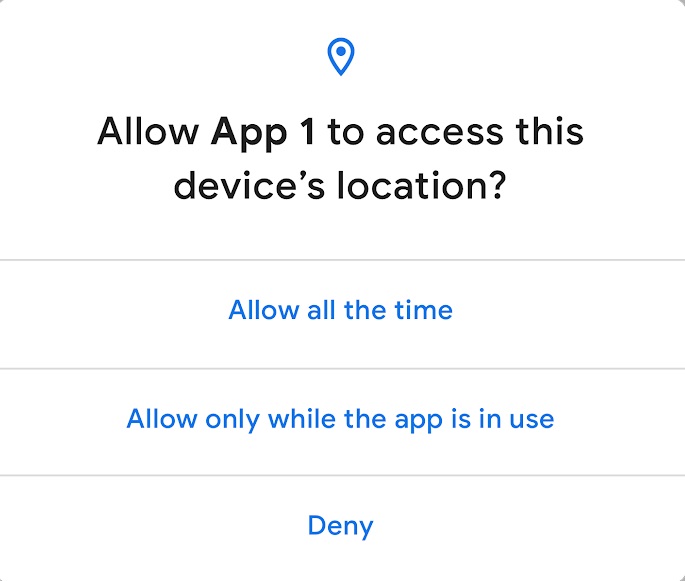 Allow App 1 to access this
device’s location?
Allow all the time
Allow only while the app is in use
Deny